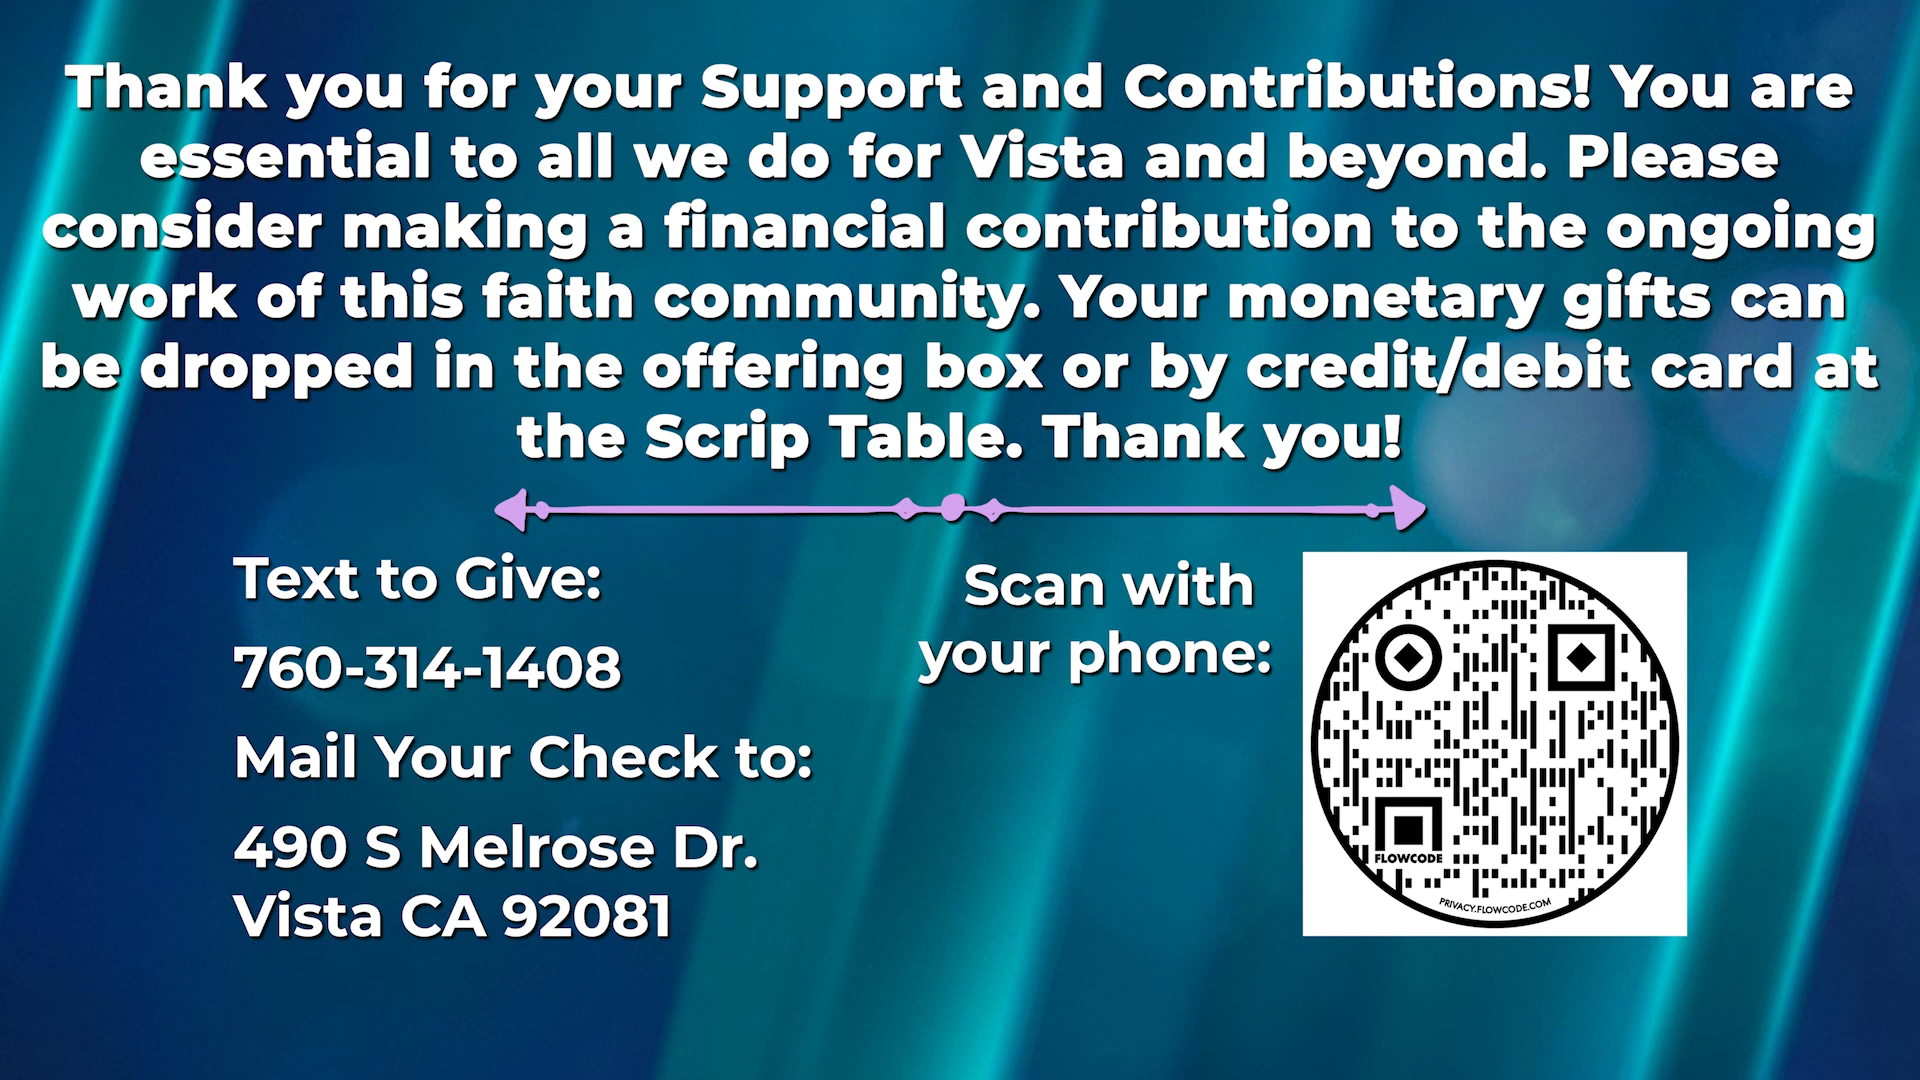 Thank you for your Support and Contributions! You are
essential to all we do for Vista and beyond. Please
consider making a financial contribution to the ongoing
work of this faith community. Your monetary gifts can
be dropped in the offering box or by credit/debit card at
the Scrip Table. Thank you!
Text to Give:
760-314-1408
Mail Your Check to:
490 S Melrose Dr.
Vista CA 92081
Scan with
your phone:
FLOWCODE
PRIVACY.FLOWCODE.COM